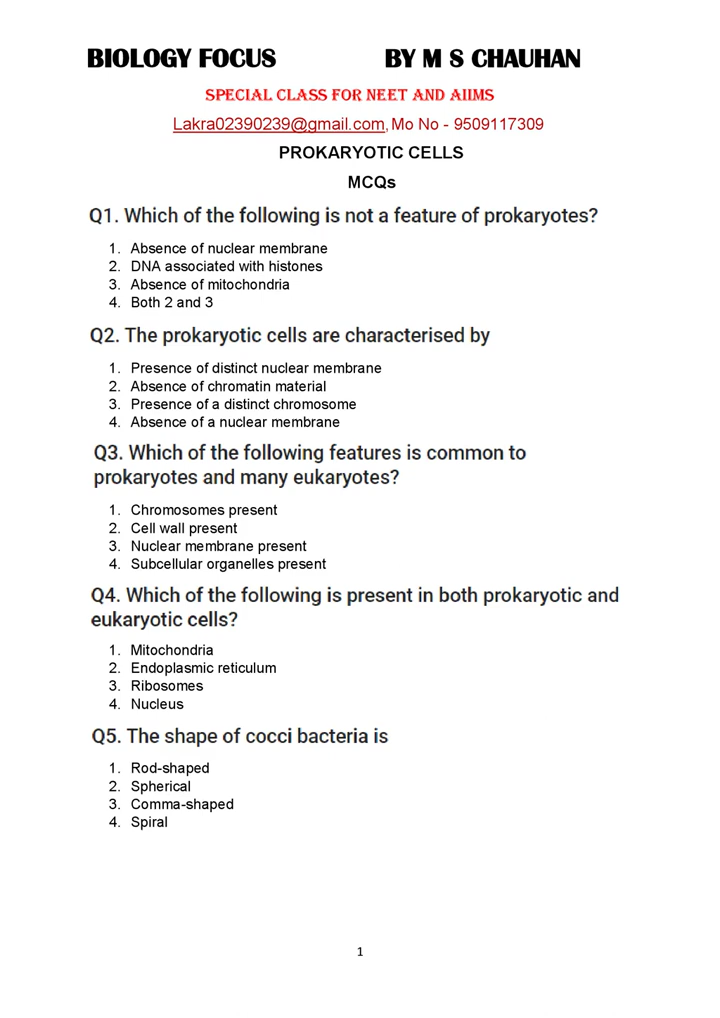 BIOLOGY FOCUS BY M S CHAUHAN
SPECIAL CLASS FOR NEET AND AIIMS
Lakra02390239@gmail.com, Mo No - 9509117309
PROKARYOTIC CELLS
MCQs
Q1. Which of the following is not a feature of prokaryotes?
1. Absence of nuclear membrane
2. DNA associated with histones
3. Absence of mitochondria
4. Both 2 and 3
Q2. The prokaryotic cells are characterised by
1. Presence of distinct nuclear membrane
2. Absence of chromatin material
3. Presence of a distinct chromosome
4. Absence of a nuclear membrane
Q3. Which of the following features is common to
prokaryotes and many eukaryotes?
1. Chromosomes present
2. Cell wall present
3. Nuclear membrane present
4. Subcellular organelles present
Q4. Which of the following is present in both prokaryotic and
eukaryotic cells?
1. Mitochondria
2. Endoplasmic reticulum
3. Ribosomes
4. Nucleus
Q5. The shape of cocci bacteria is
1. Rod-shaped
2. Spherical
3. Comma-shaped
4. Spiral
1